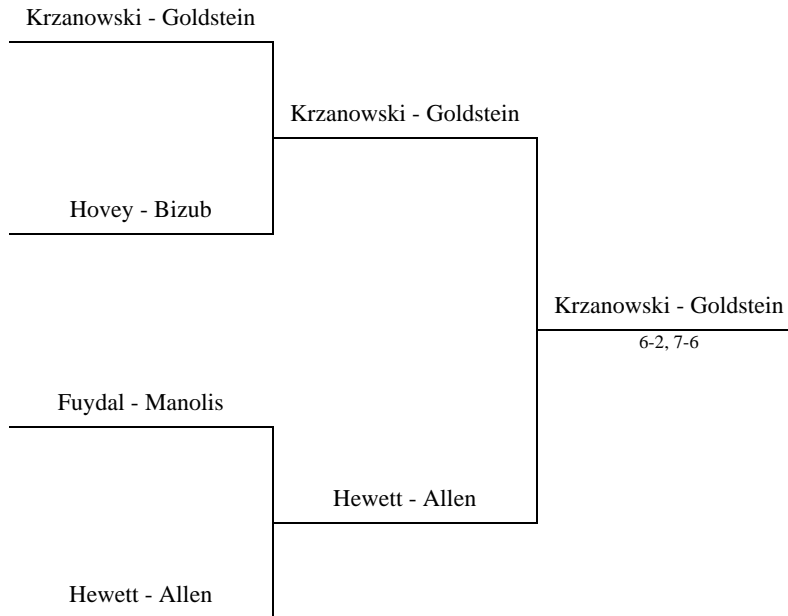 Krzanowski - Goldstein
Krzanowski - Goldstein
Hovey - Bizub
Krzanowski - Goldstein
6-2, 7-6
Fuydal - Manolis
Hewett - Allen
Hewett - Allen